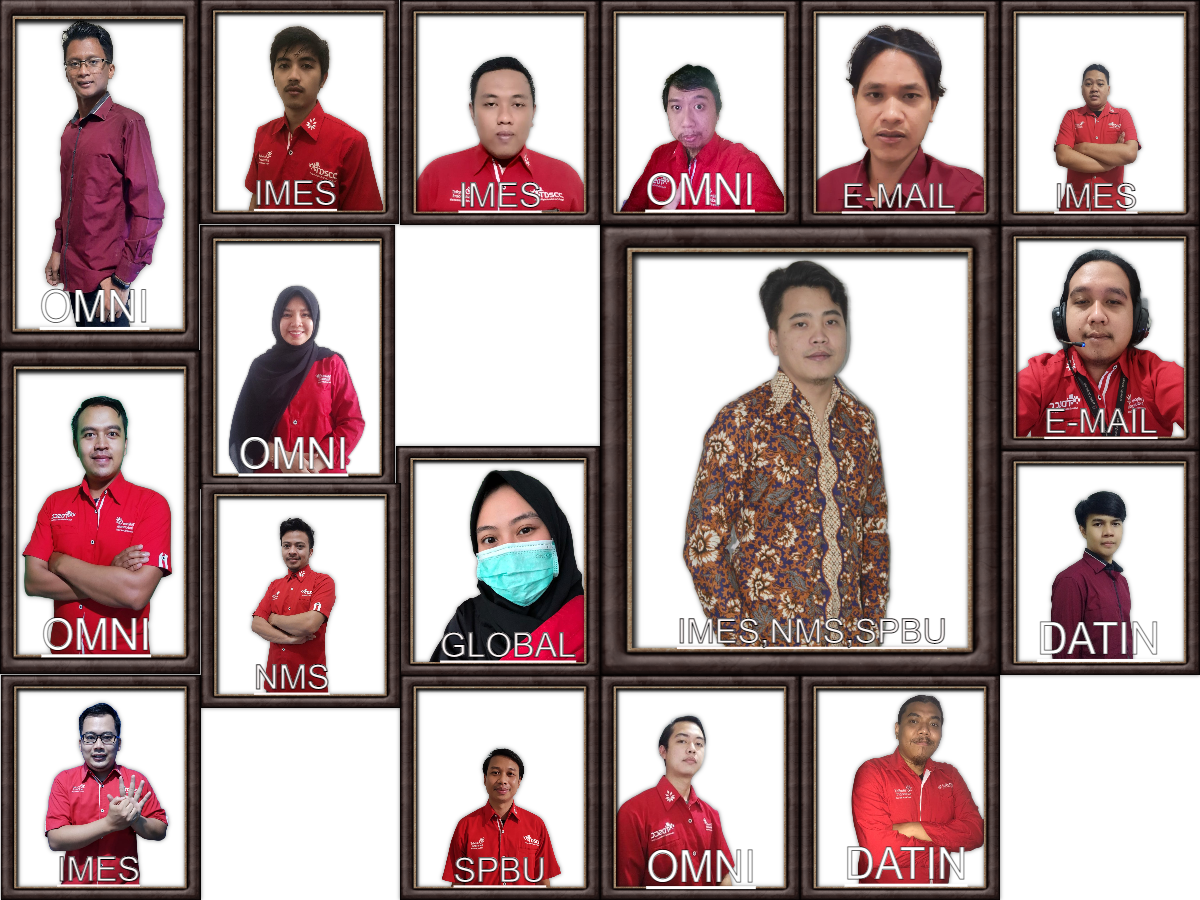 OMNI
IMES
IMES
OMNI
E-MAIL
IMES
OMNI
E-MAIL
OMNI
NMS
GLOBAL
IMES,NMS,SPBU
DATIN
IMES
SPBU
OMNI
DATIN